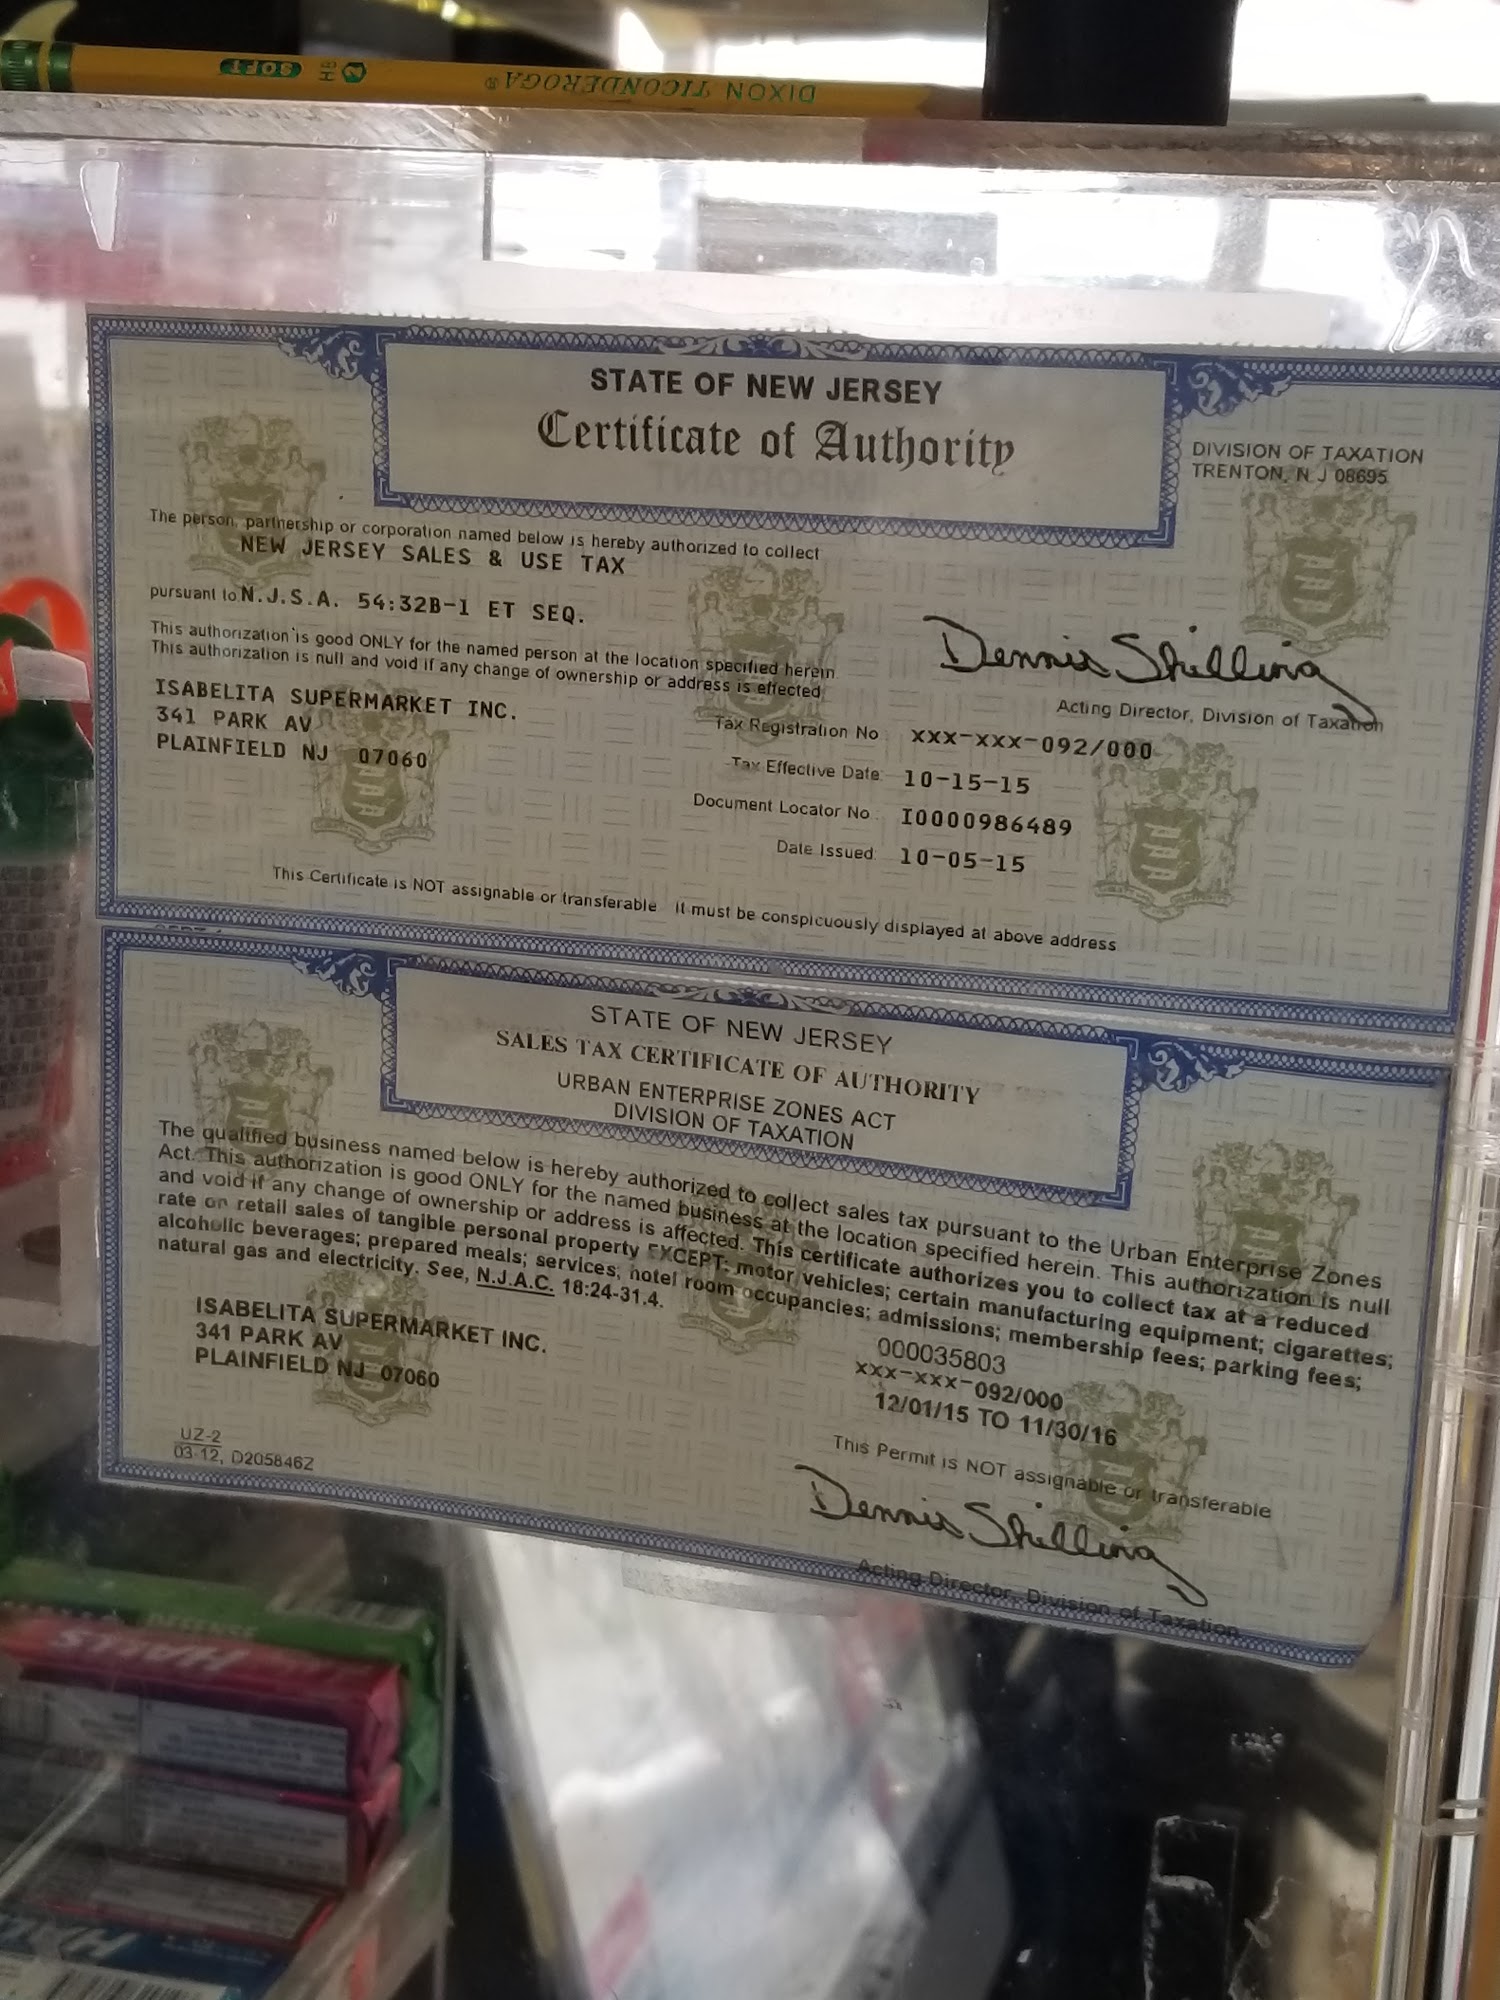 DIXON TICONDEROGA®
HB
SOFT
STATE OF NEW JERSEY
Certificate of Authority
DIVISION OF TAXATION
TRENTON, N J 08695
The person, partnership or corporation named below is hereby authorized to collect
NEW JERSEY SALES & USE TAX
pursuant to N.J.S.A. 54:32B-1 ET SEQ.
This authorization is good ONLY for the named person at the location specified herein
This authorization is null and void if any change of ownership or address is effected
Dennis Shilling
Acting Director, Division of Taxation
ISABELITA SUPERMARKET INC.
341 PARK AV
PLAINFIELD NJ 07060
Tax Registration No xxx-xxx-092/000
Tax Effective Date: 10-15-15
Document Locator No I0000986489
Date Issued: 10-05-15
This Certificate is NOT assignable or transferable It must be conspicuously displayed at above address
STATE OF NEW JERSEY
SALES TAX CERTIFICATE OF AUTHORITY
URBAN ENTERPRISE ZONES ACT
DIVISION OF TAXATION
The qualified business named below is hereby authorized to collect sales tax pursuant to the Urban Enterprise Zones
Act. This authorization is good ONLY for the named business at the location specified herein. This authorization is null
and void if any change of ownership or address is affected. This certificate authorizes you to collect tax at a reduced
rate on retail sales of tangible personal property EXCEPT: motor vehicles; certain manufacturing equipment; cigarettes;
alcoholic beverages; prepared meals; services; hotel room occupancies; admissions; membership fees; parking fees;
natural gas and electricity. See, N.J.A.C. 18:24-31.4.
ISABELITA SUPERMARKET INC.
341 PARK AV
PLAINFIELD NJ 07060
000035803
xxx-xxx-092/000
12/01/15 TO 11/30/16
UZ-2
03-12, D205846Z
This Permit is NOT assignable or transferable
Dennis Shilling
Acting Director, Division of Taxation
DEFENSE
HALLS